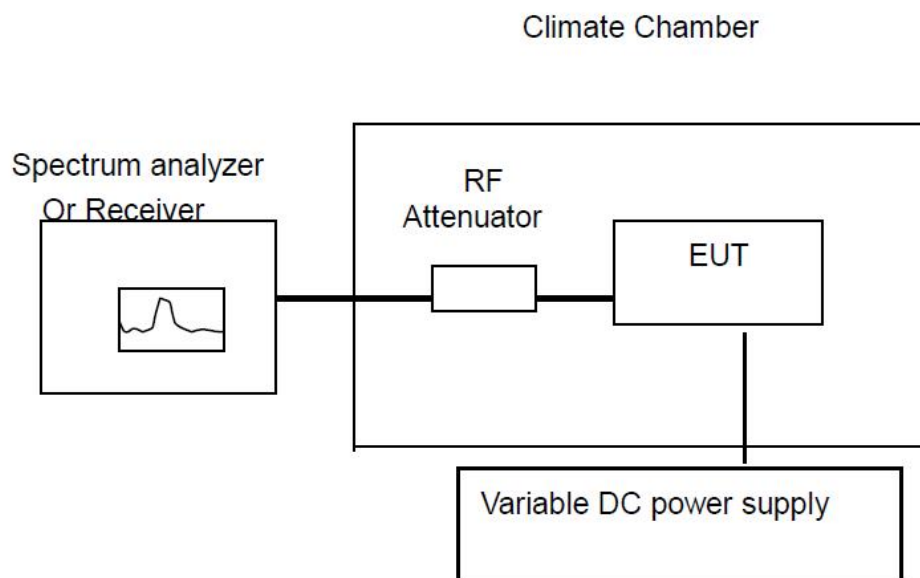 Climate Chamber
Spectrum analyzer
Or Receiver
RF
Attenuator
EUT
Variable DC power supply